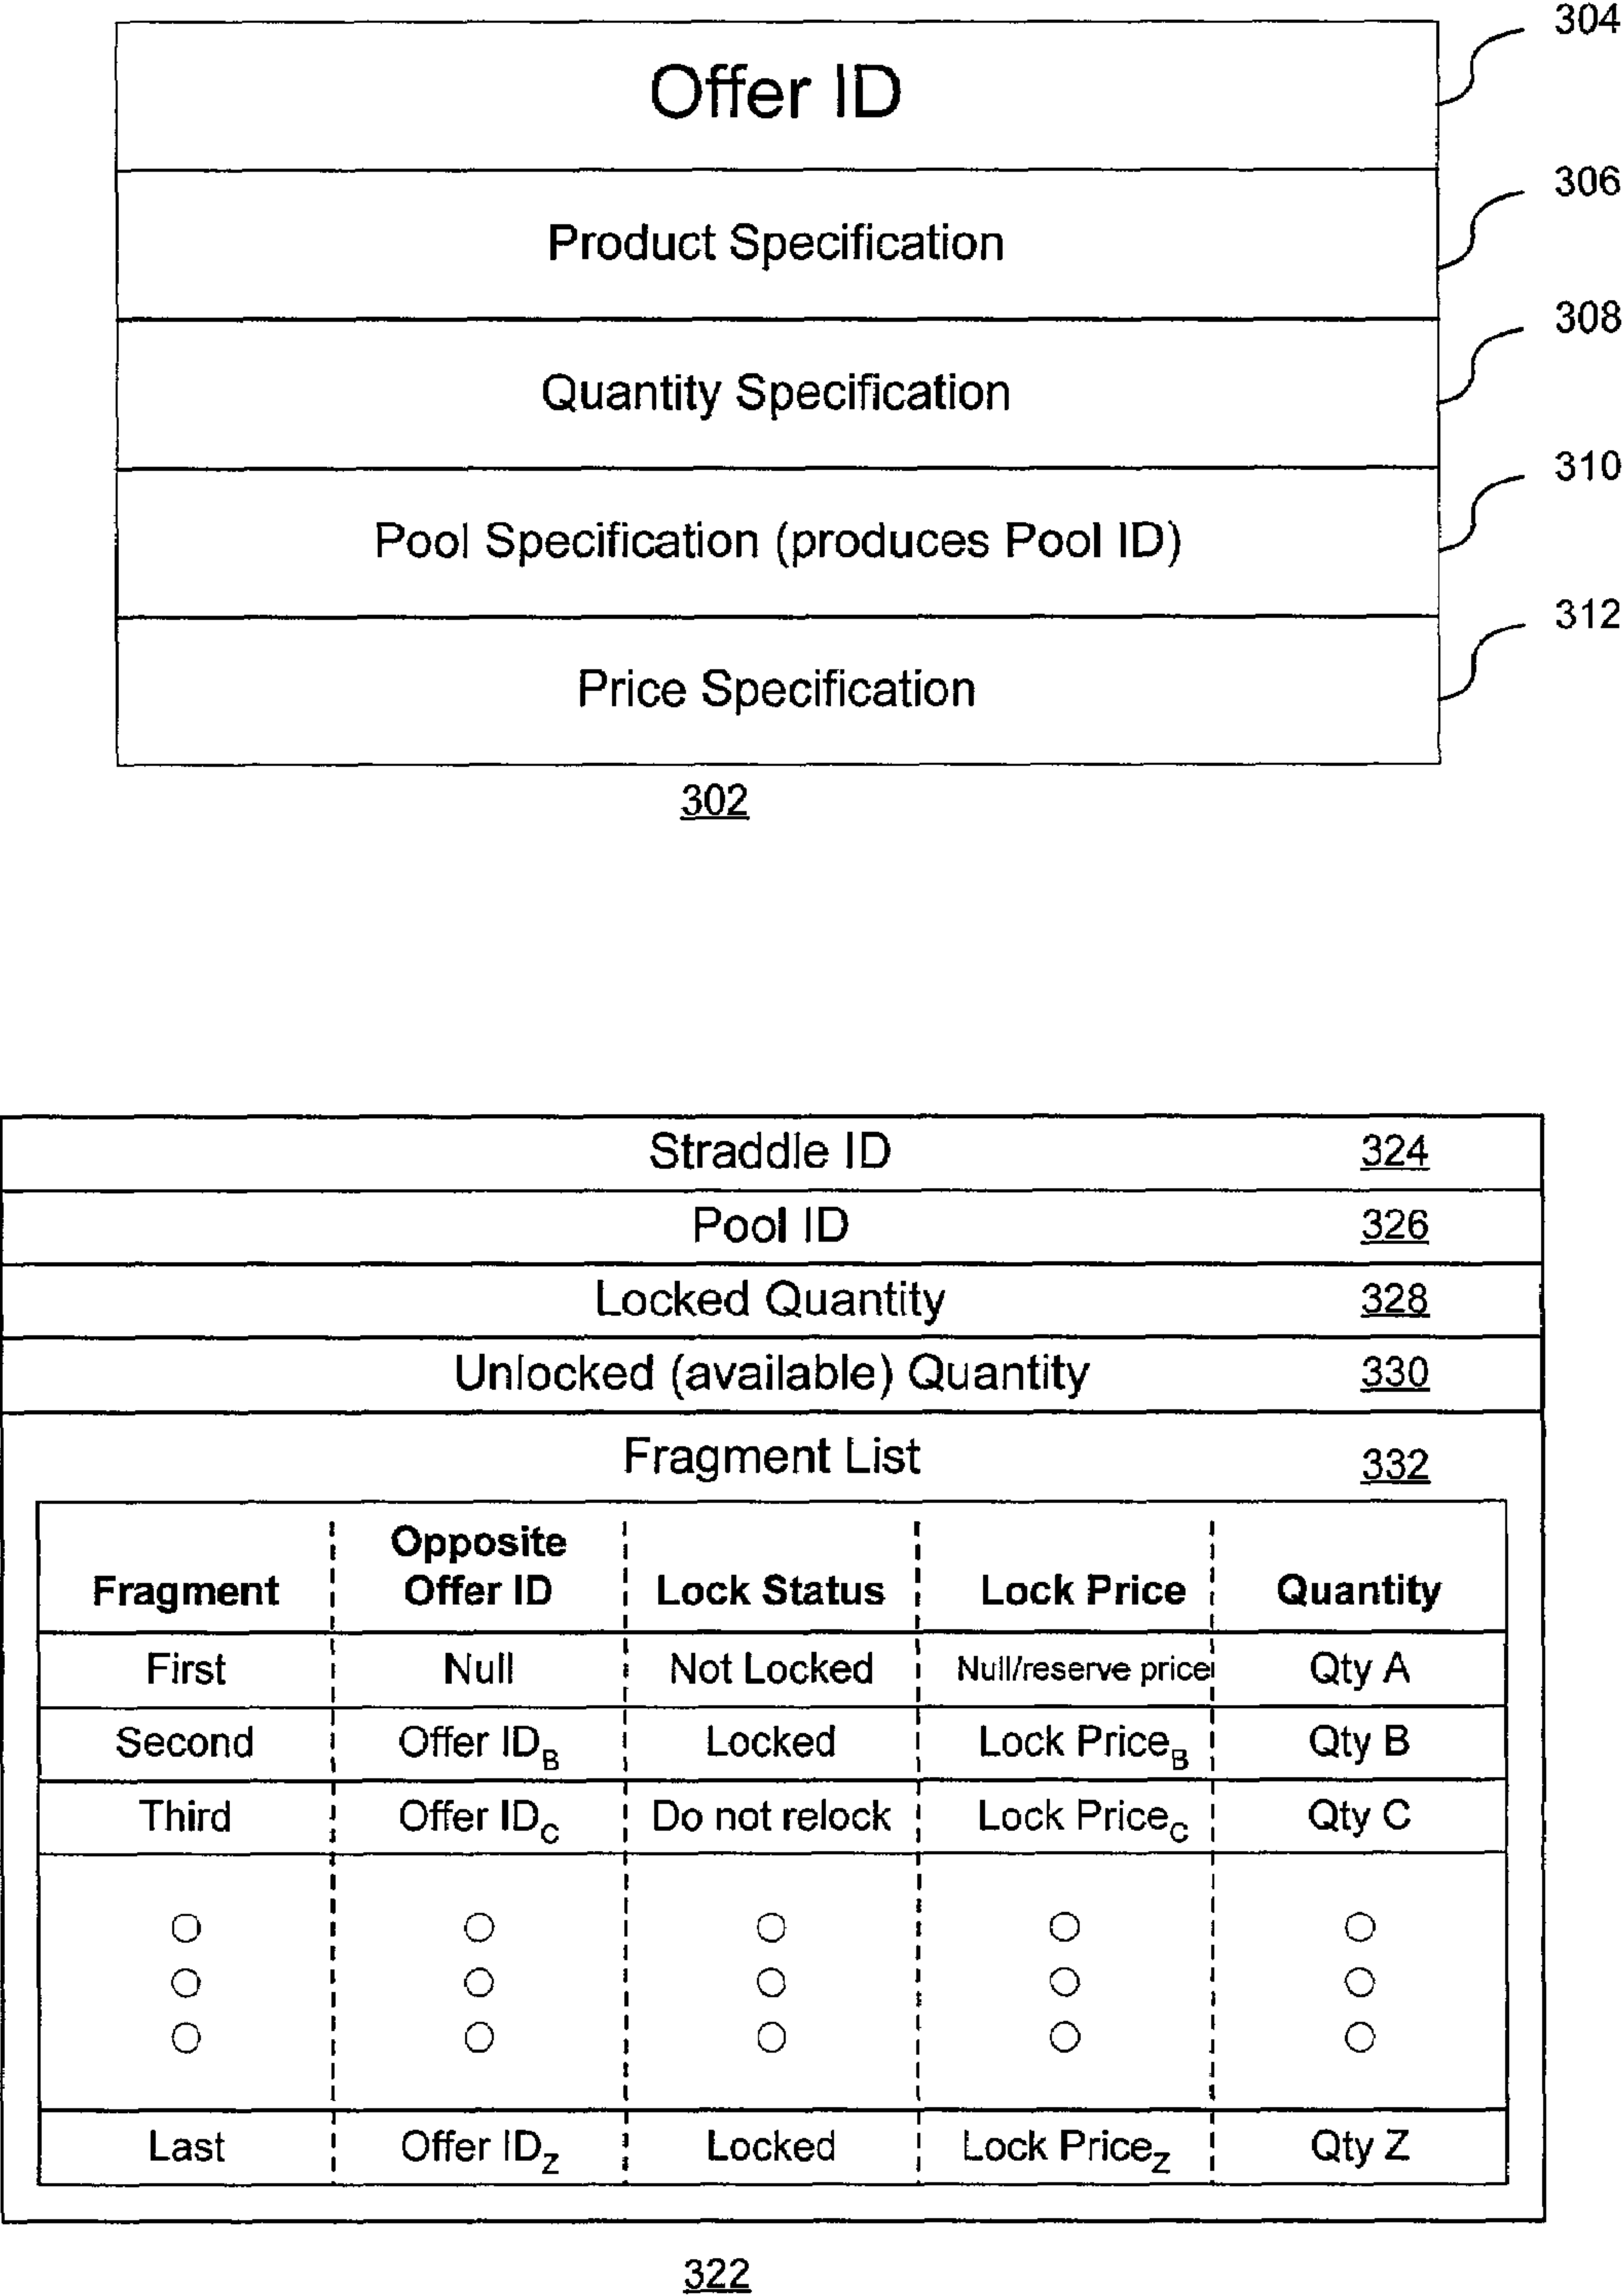 304
Offer ID
306
Product Specification
308
Quantity Specification
310
Pool Specification (produces Pool ID)
312
Price Specification
302
Straddle ID 324
Pool ID 326
Locked Quantity 328
Unlocked (available) Quantity 330
Fragment List 332
Fragment Opposite Offer ID Lock Status Lock Price Quantity
First Null Not Locked Null/reserve price Qty A
Second Offer IDB Locked Lock PriceB Qty B
Third Offer IDC Do not relock Lock PriceC Qty C
Last Offer IDZ Locked Lock PriceZ Qty Z
322